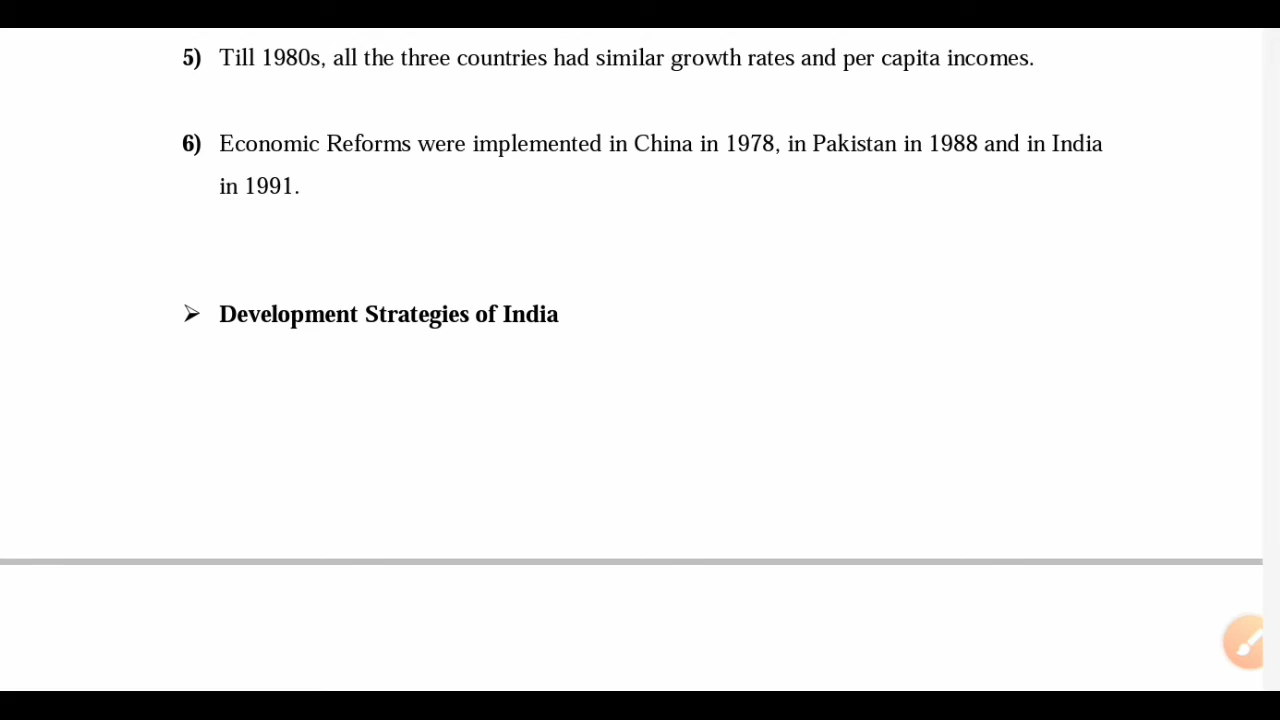 5) Till 1980s, all the three countries had similar growth rates and per capita incomes.
6) Economic Reforms were implemented in China in 1978, in Pakistan in 1988 and in India
in 1991.
➢ Development Strategies of India